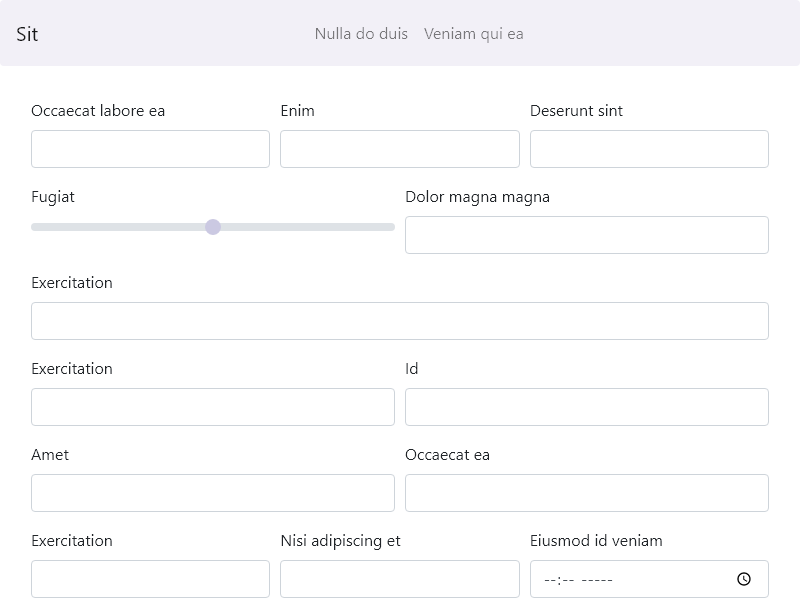 Sit
Nulla do duis
Veniam qui ea
Occaecat labore ea
Enim
Deserunt sint
Fugiat
Dolor magna magna
Exercitation
Exercitation
Id
Amet
Occaecat ea
Exercitation
Nisi adipiscing et
Eiusmod id veniam
--:-- -----